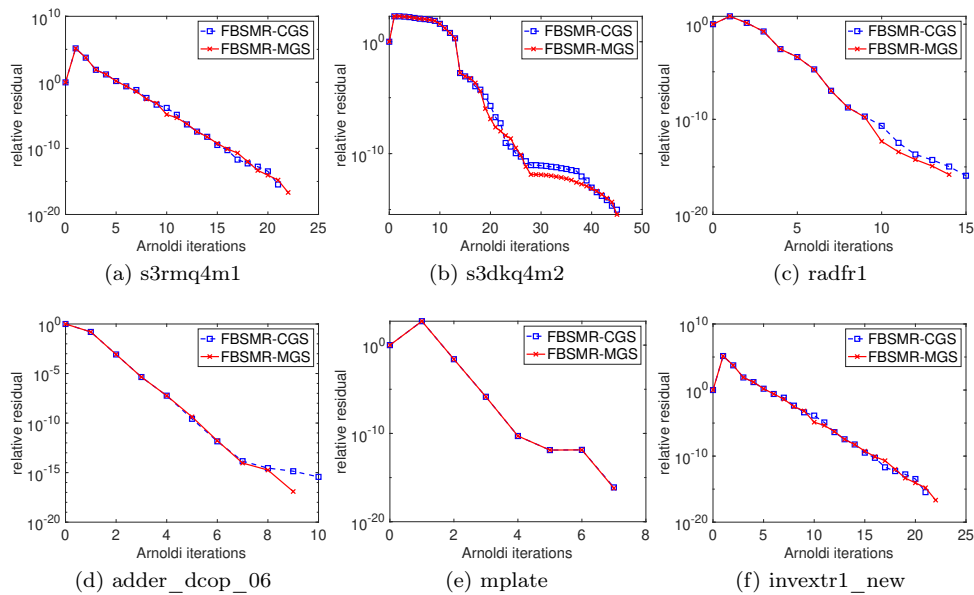 10^10
10^0
10^-10
10^-20
relative residual
0 5 10 15 20 25
Arnoldi iterations
FBSMR-CGS
FBSMR-MGS
(a) s3rmq4m1
10^0
10^-10
relative residual
0 10 20 30 40 50
Arnoldi iterations
FBSMR-CGS
FBSMR-MGS
(b) s3dkq4m2
10^0
10^-10
10^-20
relative residual
0 5 10 15
Arnoldi iterations
FBSMR-CGS
FBSMR-MGS
(c) radfr1
10^0
10^-5
10^-10
10^-15
10^-20
relative residual
0 2 4 6 8 10
Arnoldi iterations
FBSMR-CGS
FBSMR-MGS
(d) adder_dcop_06
10^0
10^-10
10^-20
relative residual
0 2 4 6 8
Arnoldi iterations
FBSMR-CGS
FBSMR-MGS
(e) mplate
10^10
10^0
10^-10
10^-20
relative residual
0 5 10 15 20 25
Arnoldi iterations
FBSMR-CGS
FBSMR-MGS
(f) invextr1_new